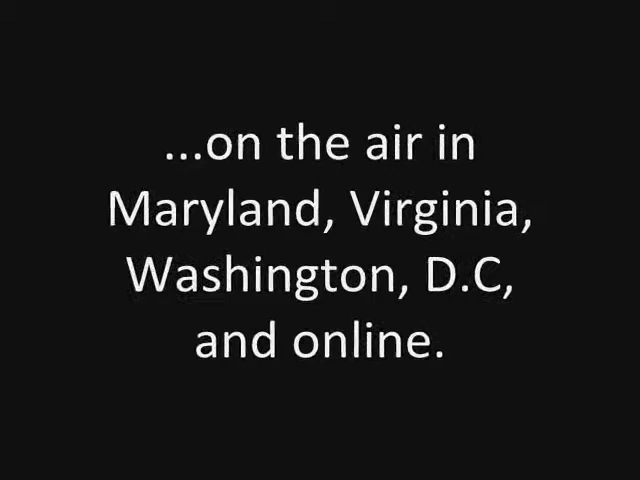 ...on the air in
Maryland, Virginia,
Washington, D.C,
and online.